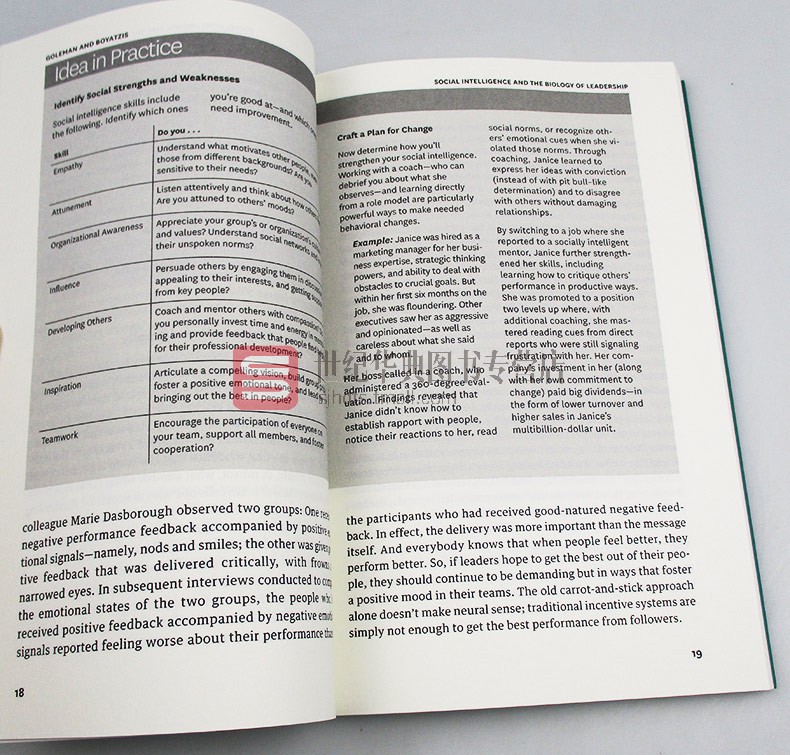 GOLEMAN AND BOYATZIS
Idea in Practice
Identify Social Strengths and Weaknesses
Social intelligence skills include
the following. Identify which ones
you're good at—and which
need improvement.
Skill
Do you . . .
Empathy
Understand what motivates other people, even
those from different backgrounds? Are you
sensitive to their needs?
Attunement
Listen attentively and think about how others
Are you attuned to others' moods?
Organizational Awareness
Appreciate your group's or organization's
and values? Understand social networks and
their unspoken norms?
Influence
Persuade others by engaging them in
appealing to their interests, and getting
from key people?
Developing Others
Coach and mentor others with compassion?
you personally invest time and energy in
ing and provide feedback that people find
for their professional development?
Inspiration
Articulate a compelling vision, build group
foster a positive emotional tone, and lead by
bringing out the best in people?
Teamwork
Encourage the participation of everyone on
your team, support all members, and foster
cooperation?
colleague Marie Dasborough observed two groups: One
negative performance feedback accompanied by positive
tional signals—namely, nods and smiles; the other was given
tive feedback that was delivered critically, with frowns
narrowed eyes. In subsequent interviews conducted to
the emotional states of the two groups, the people who
received positive feedback accompanied by negative
signals reported feeling worse about their performance
18
SOCIAL INTELLIGENCE AND THE BIOLOGY OF LEADERSHIP
Craft a Plan for Change
Now determine how you'll
strengthen your social intelligence.
Working with a coach—who can
debrief you about what she
observes—and learning directly
from a role model are particularly
powerful ways to make needed
behavioral changes.
Example: Janice was hired as a
marketing manager for her busi-
ness expertise, strategic thinking
powers, and ability to deal with
obstacles to crucial goals. But
within her first six months on the
job, she was floundering. Other
executives saw her as aggressive
and opinionated—as well as
careless about what she said
and to whom.
Her boss called in a coach, who
administered a 360-degree eval-
uation. Findings revealed that
Janice didn't know how to
establish rapport with people,
notice their reactions to her, read
social norms, or recognize oth-
ers' emotional cues when she vi-
olated those norms. Through
coaching, Janice learned to
express her ideas with conviction
(instead of with pit bull-like
determination) and to disagree
with others without damaging
relationships.
By switching to a job where she
reported to a socially intelligent
mentor, Janice further strength-
ened her skills, including
learning how to critique others'
performance in productive ways.
She was promoted to a position
two levels up where, with
additional coaching, she mas-
tered reading cues from direct
reports who were still signaling
frustration with her. Her com-
pany's investment in her (along
with her own commitment to
change) paid big dividends—in
the form of lower turnover and
higher sales in Janice's
multibillion-dollar unit.
the participants who had received good-natured negative feed-
back. In effect, the delivery was more important than the message
itself. And everybody knows that when people feel better, they
perform better. So, if leaders hope to get the best out of their peo-
ple, they should continue to be demanding but in ways that foster
a positive mood in their teams. The old carrot-and-stick approach
alone doesn't make neural sense; traditional incentive systems are
simply not enough to get the best performance from followers.
19
世纪华典图书专营店